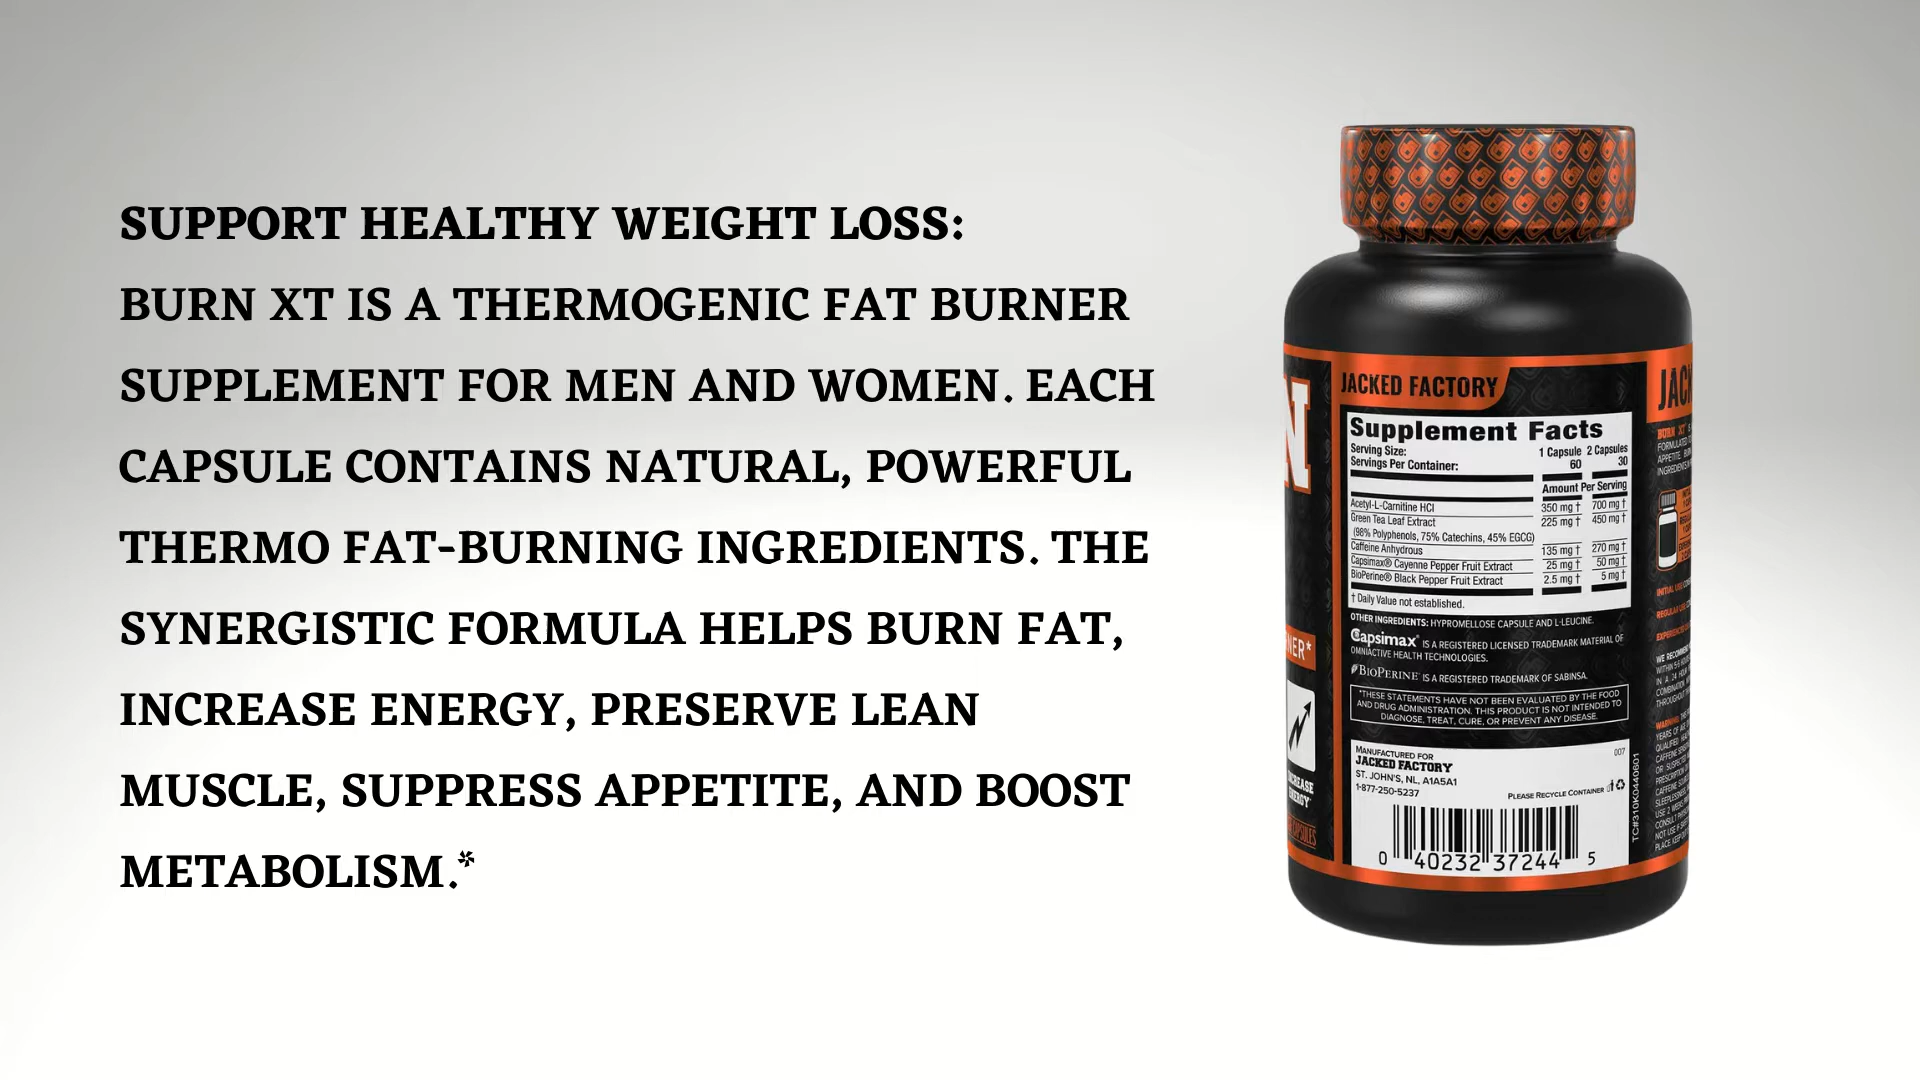 SUPPORT HEALTHY WEIGHT LOSS:
BURN XT IS A THERMOGENIC FAT BURNER
SUPPLEMENT FOR MEN AND WOMEN. EACH
CAPSULE CONTAINS NATURAL, POWERFUL
THERMO FAT-BURNING INGREDIENTS. THE
SYNERGISTIC FORMULA HELPS BURN FAT,
INCREASE ENERGY, PRESERVE LEAN
MUSCLE, SUPPRESS APPETITE, AND BOOST
METABOLISM.*
N
NER*
JACKED FACTORY
Supplement Facts
Serving Size: 1 Capsule 2 Capsules
Servings Per Container: 60 30
Amount Per Serving
Acetyl-L-Carnitine HCl 350 mg † 700 mg †
Green Tea Leaf Extract 225 mg † 450 mg †
(98% Polyphenols, 75% Catechins, 45% EGCG)
Caffeine Anhydrous 135 mg † 270 mg †
Capsimax® Cayenne Pepper Fruit Extract 25 mg † 50 mg †
BioPerine® Black Pepper Fruit Extract 2.5 mg † 5 mg †
† Daily Value not established.
OTHER INGREDIENTS: HYPROMELLOSE CAPSULE AND L-LEUCINE.
Capsimax® IS A REGISTERED LICENSED TRADEMARK MATERIAL OF
OMNIACTIVE HEALTH TECHNOLOGIES.
BIOPERINE® IS A REGISTERED TRADEMARK OF SABINSA.
*THESE STATEMENTS HAVE NOT BEEN EVALUATED BY THE FOOD
AND DRUG ADMINISTRATION. THIS PRODUCT IS NOT INTENDED TO
DIAGNOSE, TREAT, CURE, OR PREVENT ANY DISEASE.
MANUFACTURED FOR
JACKED FACTORY
ST. JOHN'S, NL, A1A5A1
1-877-250-5237
007
PLEASE RECYCLE CONTAINER
0 40232 37244 5
TC#310K0440601
JACK
BURN XT